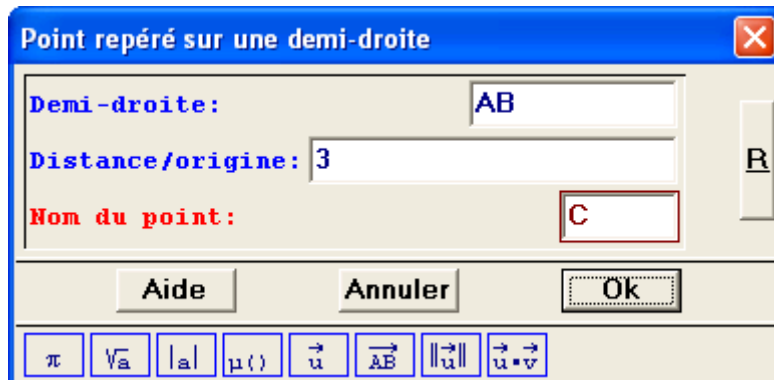 Point repéré sur une demi-droite
Demi-droite: AB
Distance/origine: 3
R
Nom du point: C
Aide Annuler Ok
π √a |a| μ() u⃗ A⃗B⃗ ||u⃗|| u⃗•v⃗